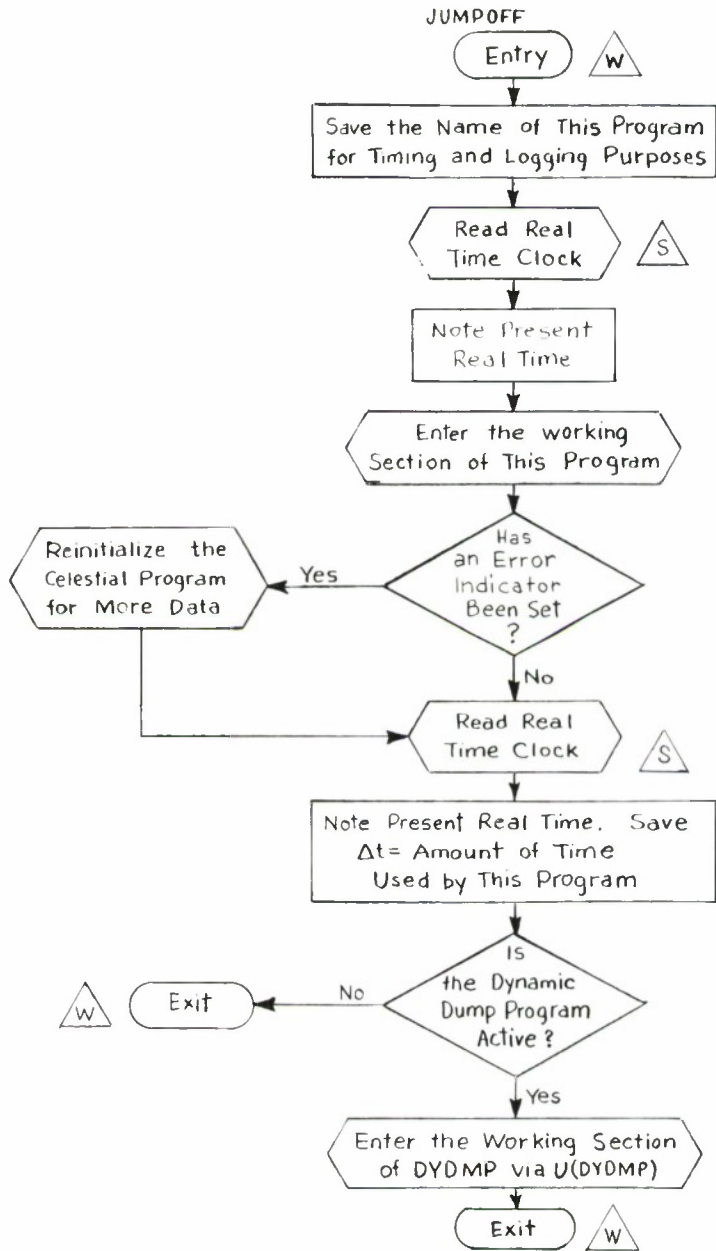 JUMPOFF
Entry
W
Save the Name of This Program
for Timing and Logging Purposes
Read Real
Time Clock
S
Note Present
Real Time
Enter the working
Section of This Program
Has
an Error
Indicator
Been Set
?
Yes
Reinitialize the
Celestial Program
for More Data
No
Read Real
Time Clock
S
Note Present Real Time. Save
Δt= Amount of Time
Used by This Program
Is
the Dynamic
Dump Program
Active?
No
Exit
W
Yes
Enter the Working Section
of DYDMP via U(DYDMP)
Exit
W